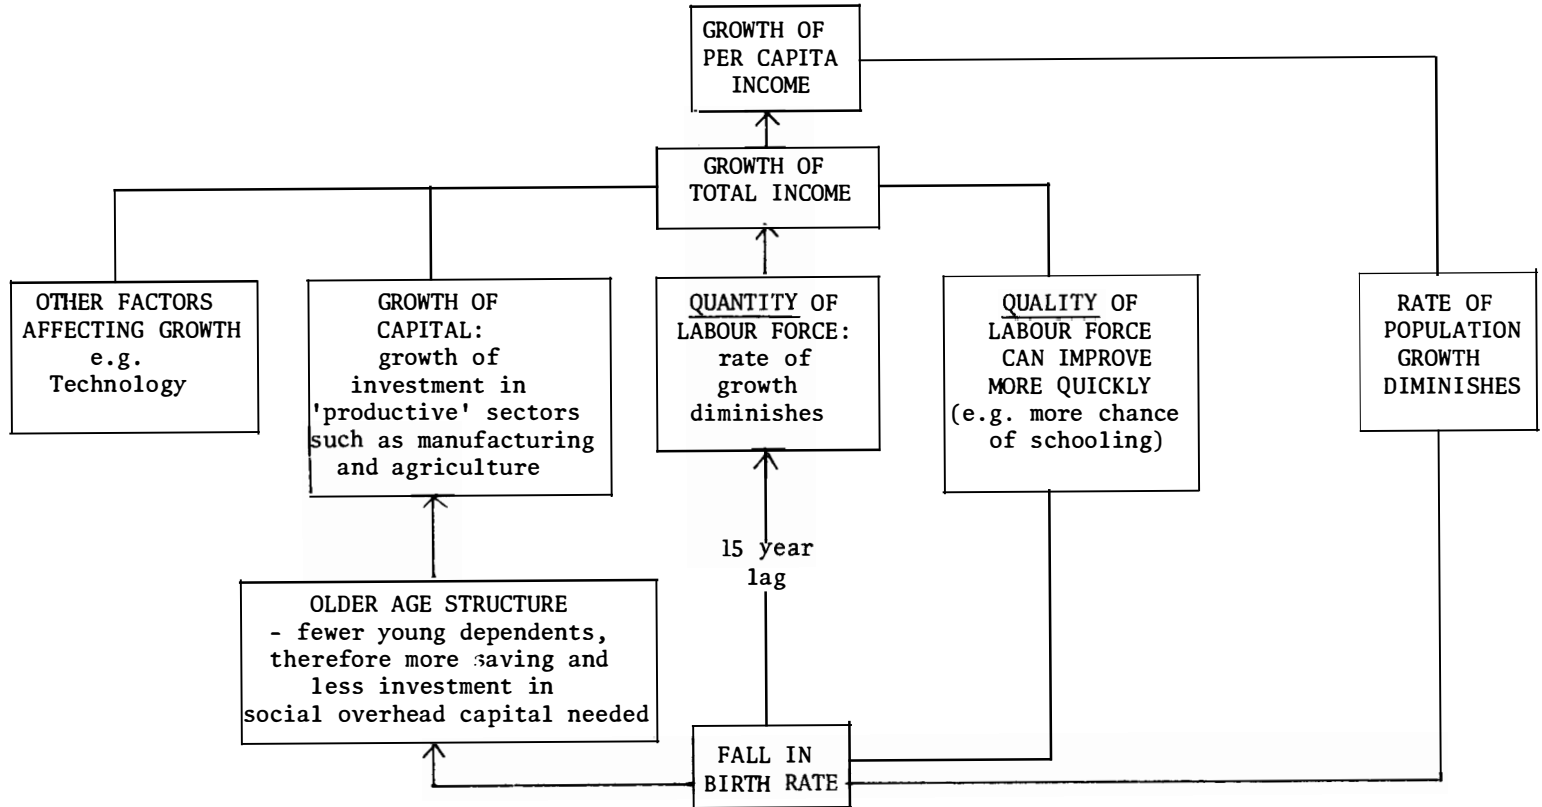 GROWTH OF
PER CAPITA
INCOME
GROWTH OF
TOTAL INCOME
OTHER FACTORS
AFFECTING GROWTH
e.g.
Technology
GROWTH OF
CAPITAL:
growth of
investment in
'productive' sectors
such as manufacturing
and agriculture
QUANTITY OF
LABOUR FORCE:
rate of
growth
diminishes
QUALITY OF
LABOUR FORCE
CAN IMPROVE
MORE QUICKLY
(e.g. more chance
of schooling)
RATE OF
POPULATION
GROWTH
DIMINISHES
15 year
lag
OLDER AGE STRUCTURE
- fewer young dependents,
therefore more saving and
less investment in
social overhead capital needed
FALL IN
BIRTH RATE